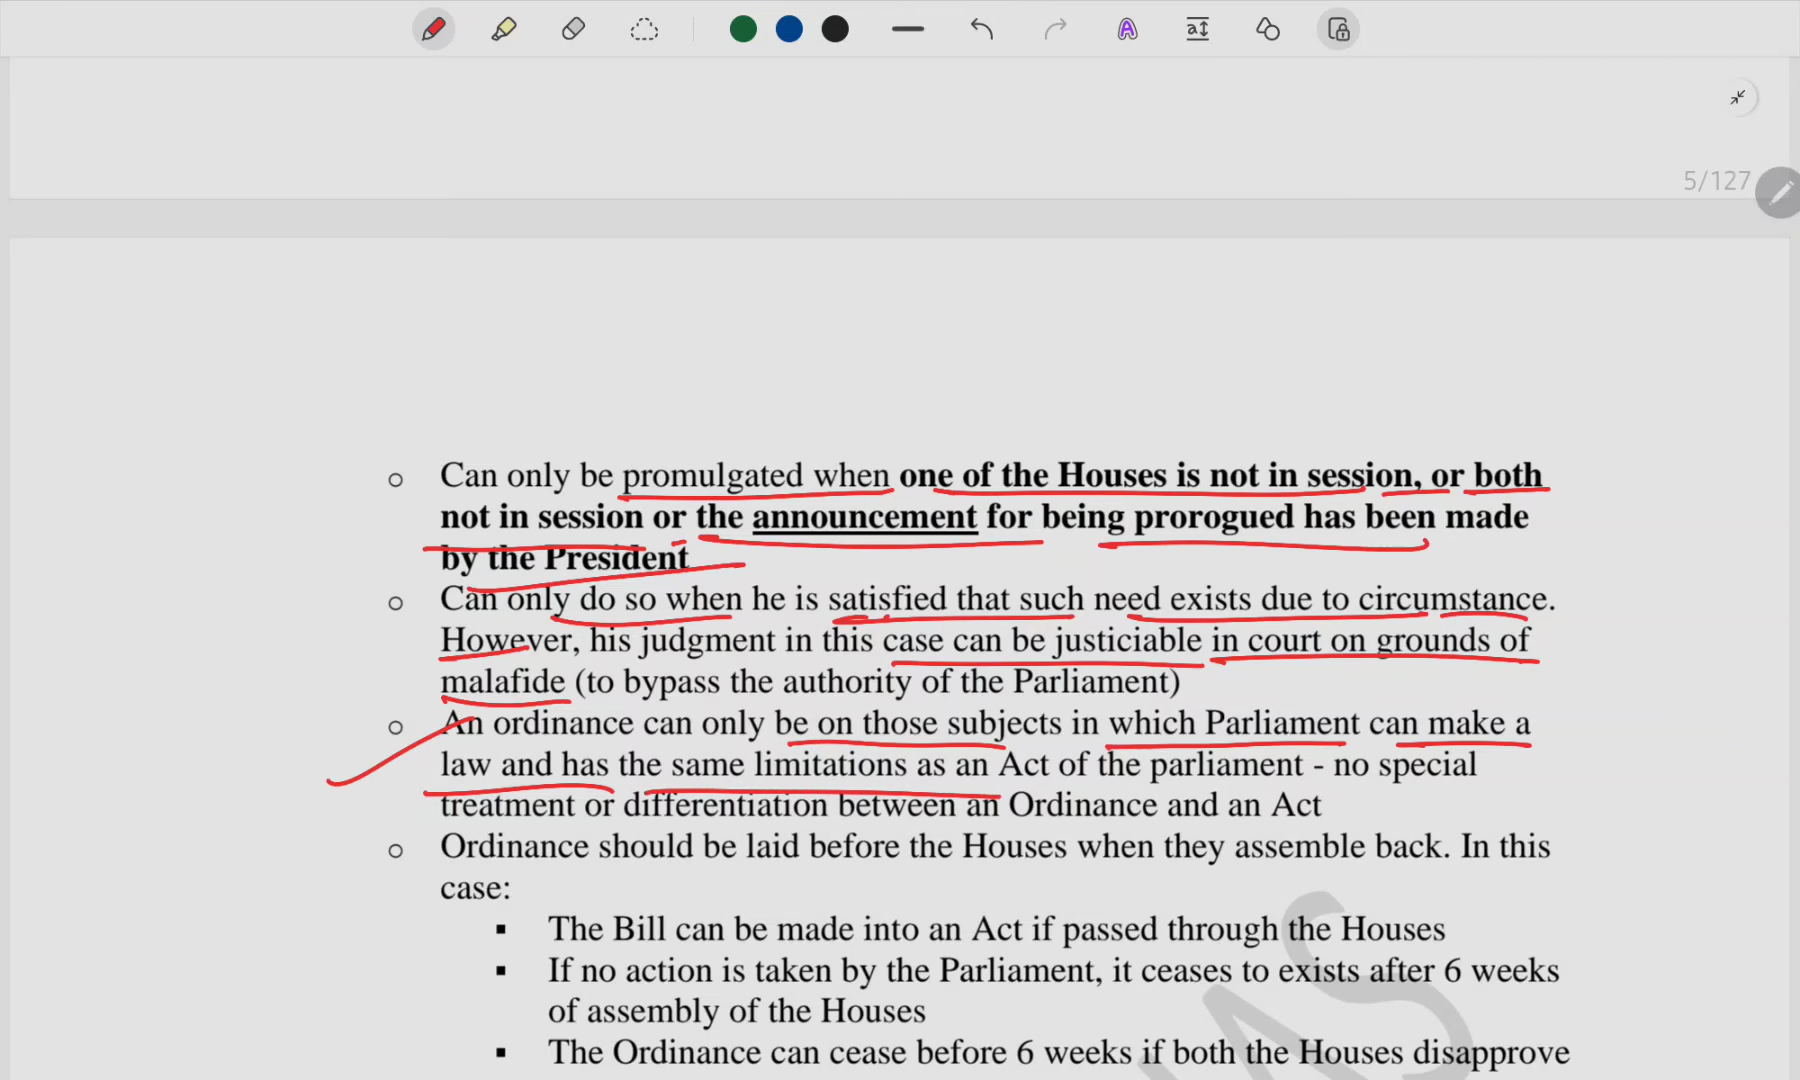 A
aI
5/127
o Can only be promulgated when one of the Houses is not in session, or both
not in session or the announcement for being prorogued has been made
by the President
o Can only do so when he is satisfied that such need exists due to circumstance.
However, his judgment in this case can be justiciable in court on grounds of
malafide (to bypass the authority of the Parliament)
o An ordinance can only be on those subjects in which Parliament can make a
law and has the same limitations as an Act of the parliament - no special
treatment or differentiation between an Ordinance and an Act
o Ordinance should be laid before the Houses when they assemble back. In this
case:
▪ The Bill can be made into an Act if passed through the Houses
▪ If no action is taken by the Parliament, it ceases to exists after 6 weeks
of assembly of the Houses
▪ The Ordinance can cease before 6 weeks if both the Houses disapprove